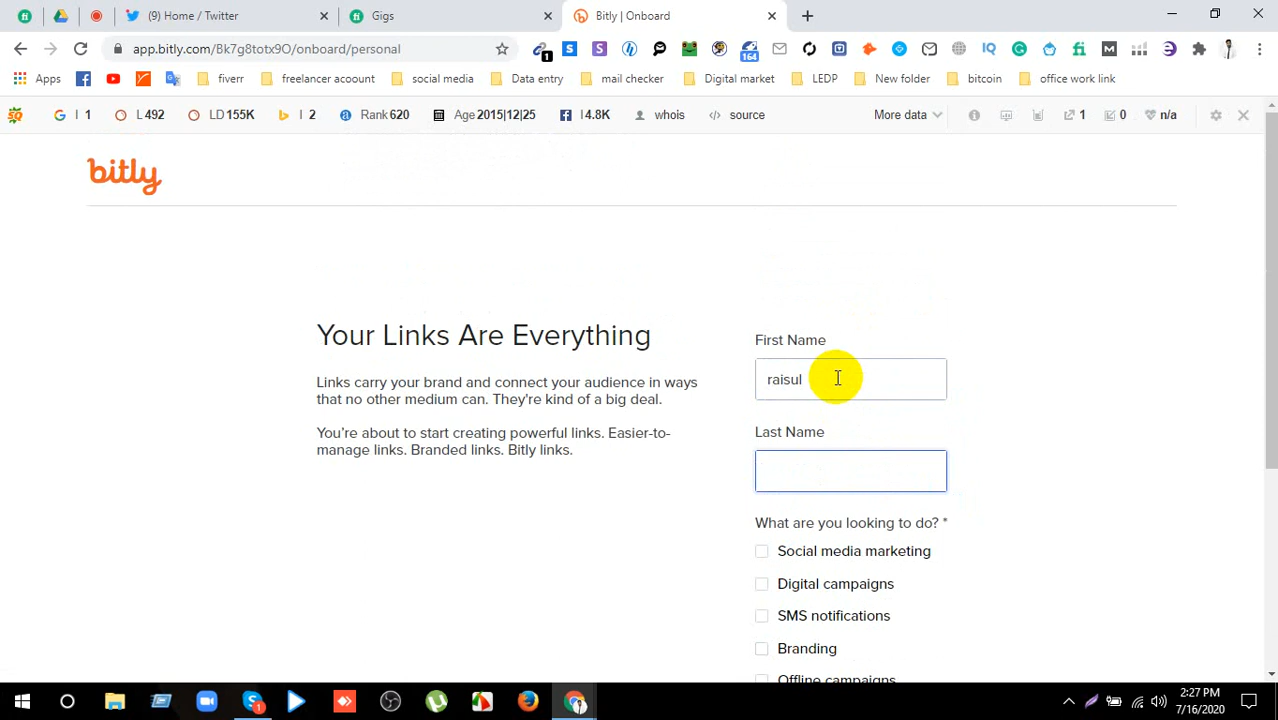 (9) Home / Twitter
Gigs
Bitly | Onboard
app.bitly.com/Bk7g8totx9O/onboard/personal
1
164
Apps
fiverr
freelancer acoount
social media
Data entry
mail checker
Digital market
LEDP
New folder
bitcoin
office work link
SQ
I 1
L 492
LD 155K
I 2
Rank 620
Age 2015|12|25
I 4.8K
whois
source
More data
1
0
n/a
bitly
Your Links Are Everything
Links carry your brand and connect your audience in ways
that no other medium can. They're kind of a big deal.
You're about to start creating powerful links. Easier-to-
manage links. Branded links. Bitly links.
First Name
raisul
Last Name
What are you looking to do? *
Social media marketing
Digital campaigns
SMS notifications
Branding
Offline campaigns
2:27 PM
7/16/2020